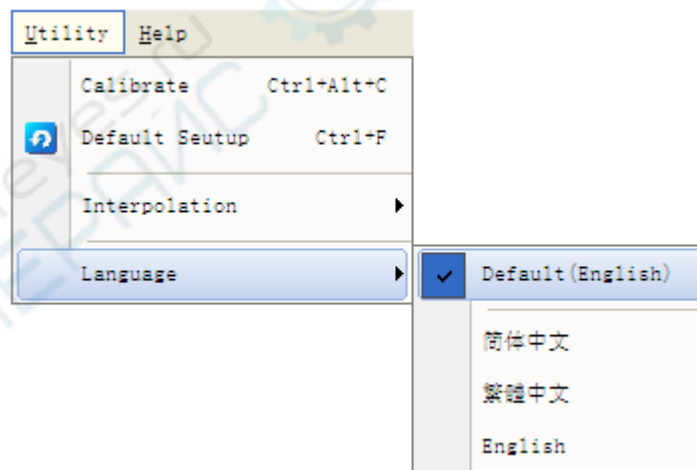 Utility Help
Calibrate Ctrl+Alt+C
Default Seutup Ctrl+F
Interpolation
Language
Default(English)
简体中文
繁體中文
English